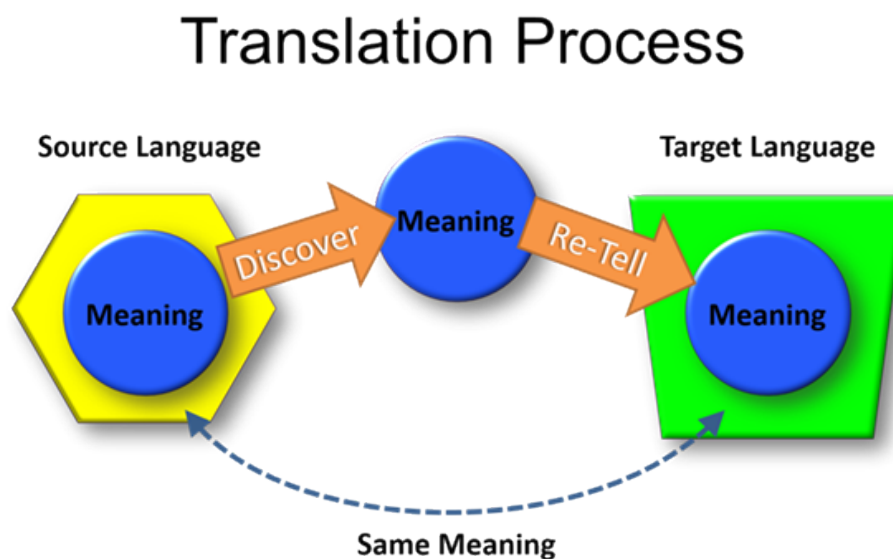 Translation Process
Source Language
Target Language
Meaning
Discover
Meaning
Re-Tell
Meaning
Same Meaning